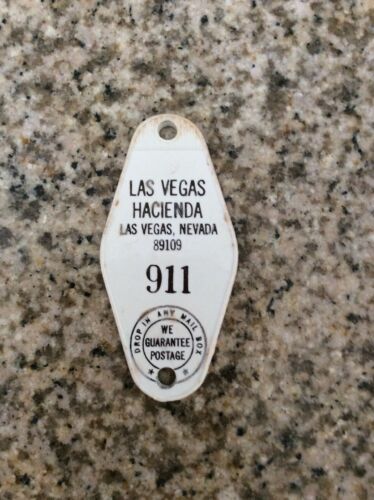 LAS VEGAS
HACIENDA
LAS VEGAS, NEVADA
89109
911
DROP IN ANY MAIL BOX
WE
GUARANTEE
POSTAGE